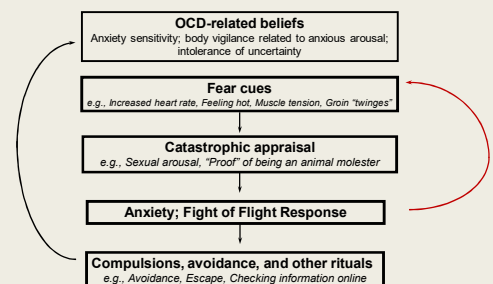 OCD-related beliefs
Anxiety sensitivity; body vigilance related to anxious arousal;
intolerance of uncertainty
Fear cues
e.g., Increased heart rate, Feeling hot, Muscle tension, Groin "twinges"
Catastrophic appraisal
e.g., Sexual arousal, "Proof" of being an animal molester
Anxiety; Fight of Flight Response
Compulsions, avoidance, and other rituals
e.g., Avoidance, Escape, Checking information online